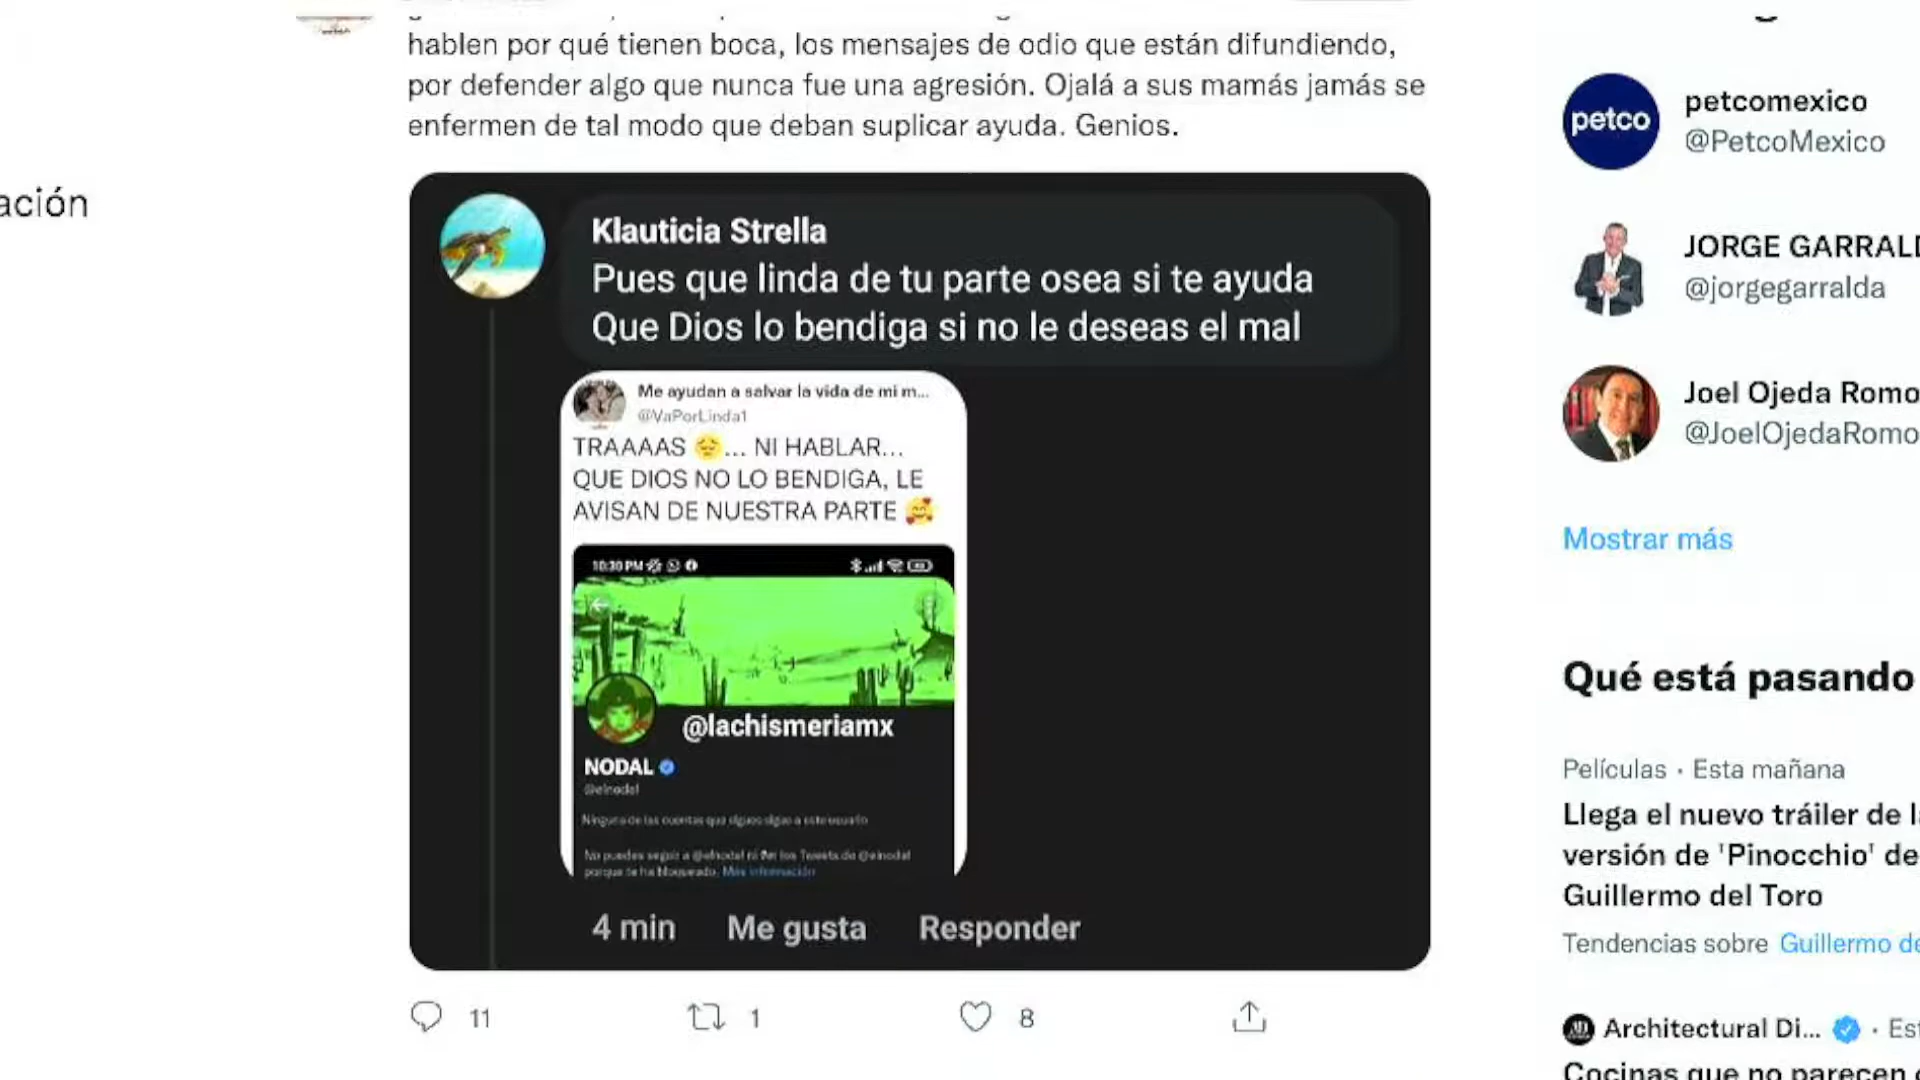 hablen por qué tienen boca, los mensajes de odio que están difundiendo,
por defender algo que nunca fue una agresión. Ojalá a sus mamás jamás se
enfermen de tal modo que deban suplicar ayuda. Genios.
ación
Klauticia Strella
Pues que linda de tu parte osea si te ayuda
Que Dios lo bendiga si no le deseas el mal
Me ayudan a salvar la vida de mi m...
@VaPorLinda1
TRAAAAS 😔... NI HABLAR...
QUE DIOS NO LO BENDIGA, LE
AVISAN DE NUESTRA PARTE 🥰
10:30 PM
@lachismeriamx
NODAL
@elnodal
Ninguna de las cuentas que sigues sigue a este usuario
No puedes seguir a @elnodal ni ver los Tweets de @elnodal
porque te ha bloqueado. Más información
4 min Me gusta Responder
11 1 8
petco
petcomexico
@PetcoMexico
JORGE GARRALD
@jorgegarralda
Joel Ojeda Romo
@JoelOjedaRomo
Mostrar más
Qué está pasando
Películas · Esta mañana
Llega el nuevo tráiler de la
versión de 'Pinocchio' de
Guillermo del Toro
Tendencias sobre Guillermo de
AD
Architectural Di... · Est
Cocinas que no parecen c